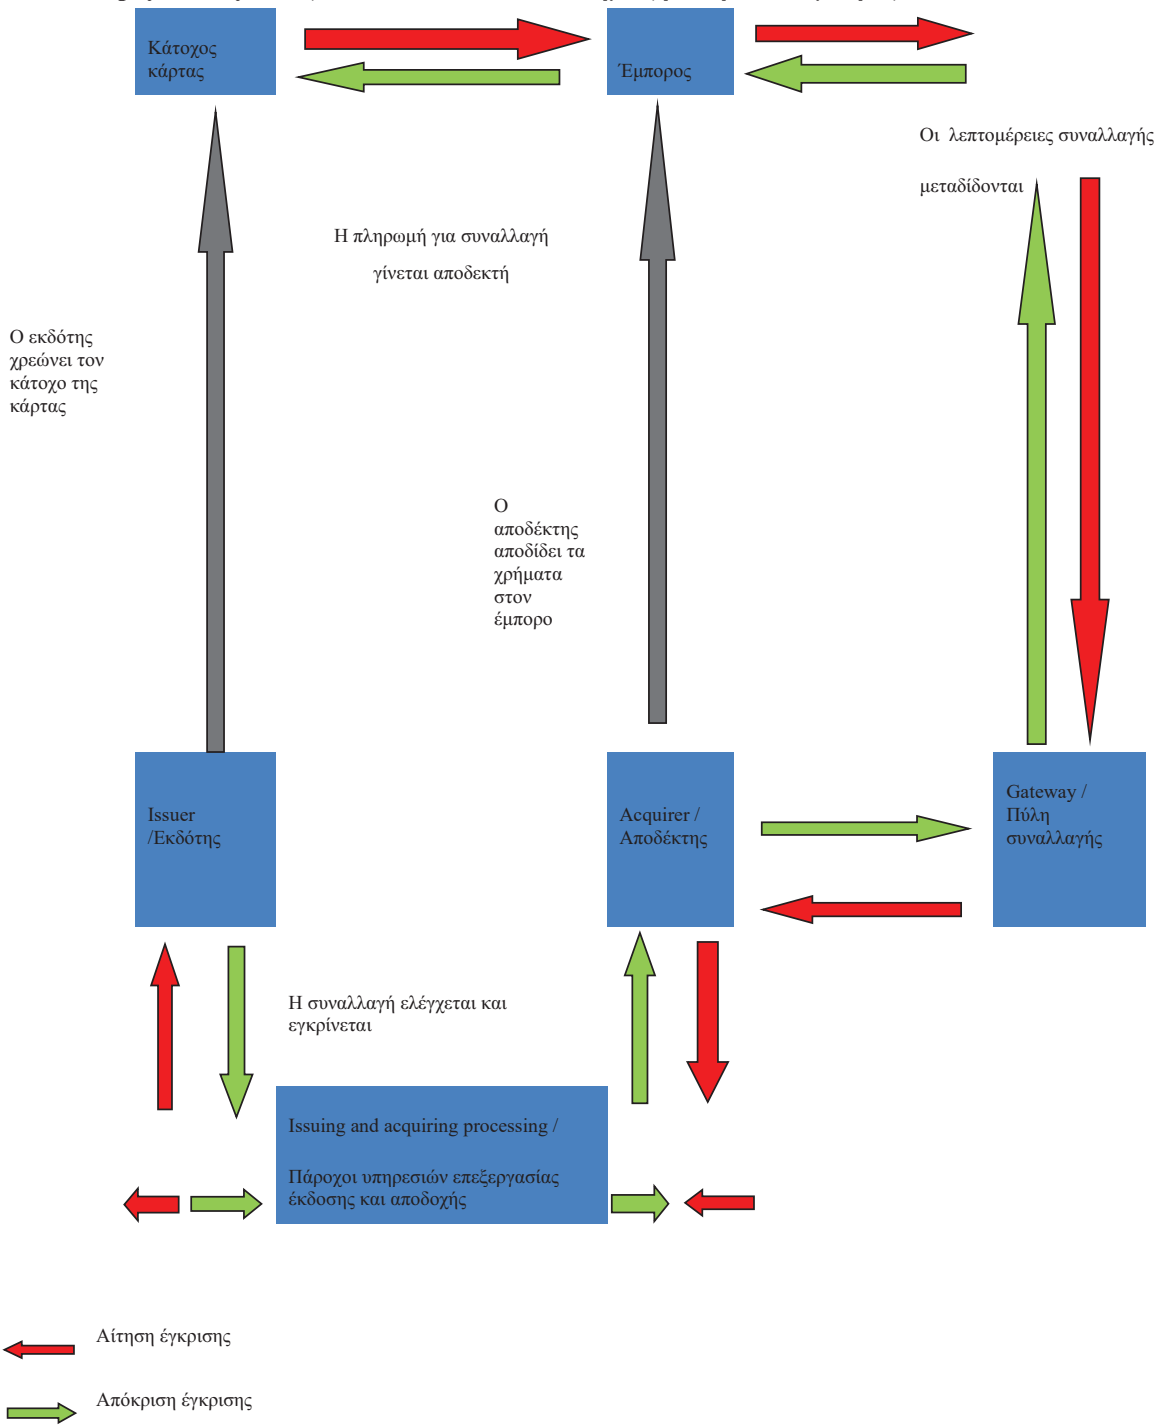 Κάτοχος
κάρτας
Έμπορος
Οι λεπτομέρειες συναλλαγής
μεταδίδονται
Η πληρωμή για συναλλαγή
γίνεται αποδεκτή
Ο εκδότης
χρεώνει τον
κάτοχο της
κάρτας
Ο
αποδέκτης
αποδίδει τα
χρήματα
στον
έμπορο
Issuer
/Εκδότης
Acquirer /
Αποδέκτης
Gateway /
Πύλη
συναλλαγής
Η συναλλαγή ελέγχεται και
εγκρίνεται
Issuing and acquiring processing /
Πάροχοι υπηρεσιών επεξεργασίας
έκδοσης και αποδοχής
Αίτηση έγκρισης
Απόκριση έγκρισης